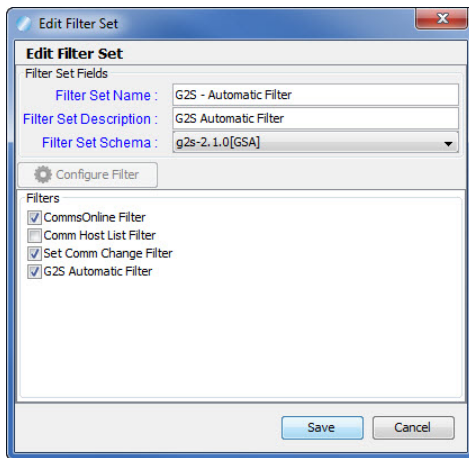 Edit Filter Set
Edit Filter Set
Filter Set Fields
Filter Set Name : G2S - Automatic Filter
Filter Set Description : G2S Automatic Filter
Filter Set Schema : g2s-2.1.0[GSA]
Configure Filter
Filters
CommsOnline Filter
Comm Host List Filter
Set Comm Change Filter
G2S Automatic Filter
Save Cancel